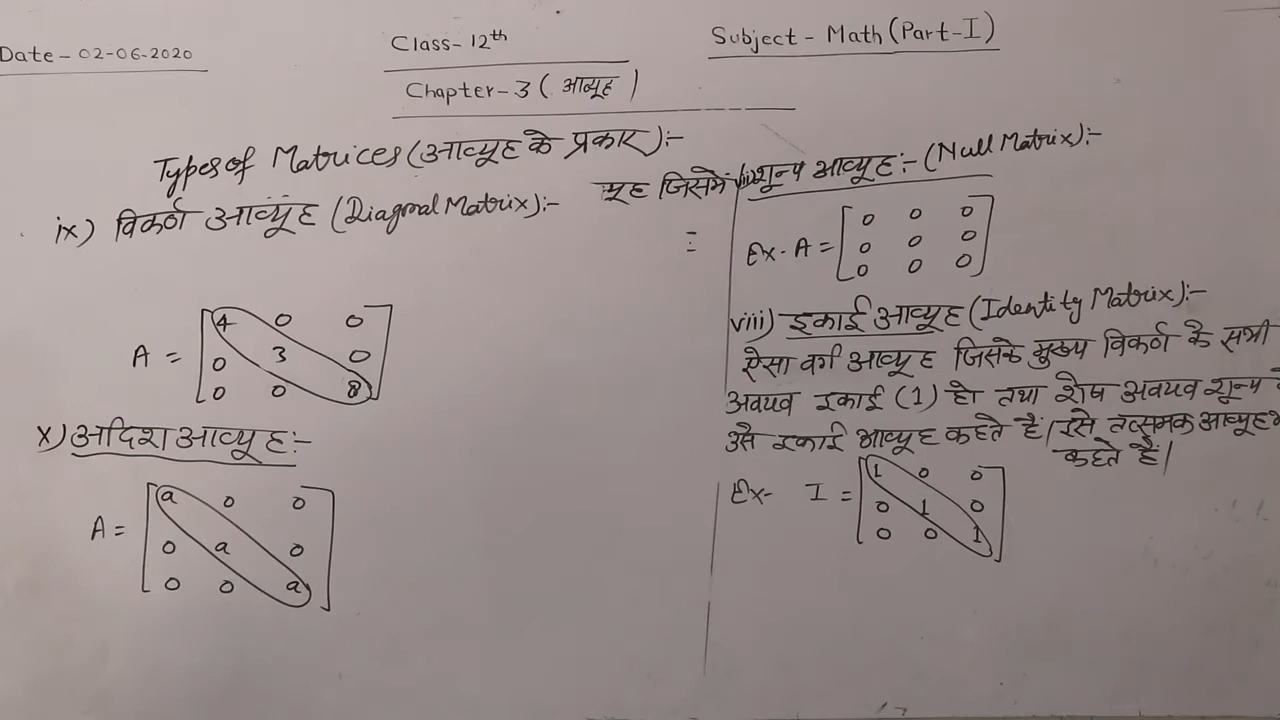 Date - 02-06-2020
Class- 12th
Subject - Math (Part-I)
Chapter-3 ( आव्यूह )
Types of Matrices (आव्यूह के प्रकार):-
ix) विकर्ण आव्यूह (Diagonal Matrix):-
A = [4 0 0
0 3 0
0 0 8]
x) अदिश आव्यूह:-
A = [a 0 0
0 a 0
0 0 a]
यूह जिसमें
शून्य आव्यूह:- (Null Matrix):-
Ex- A = [0 0 0
0 0 0
0 0 0]
viii) इकाई आव्यूह (Identity Matrix):-
ऐसा वर्ग आव्यूह जिसके मुख्य विकर्ण के सभी
अवयव इकाई (1) हो तथा शेष अवयव शून्य
उसे इकाई आव्यूह कहते हैं। इसे तत्समक आव्यूह
कहते हैं।
Ex- I = [1 0 0
0 1 0
0 0 1]